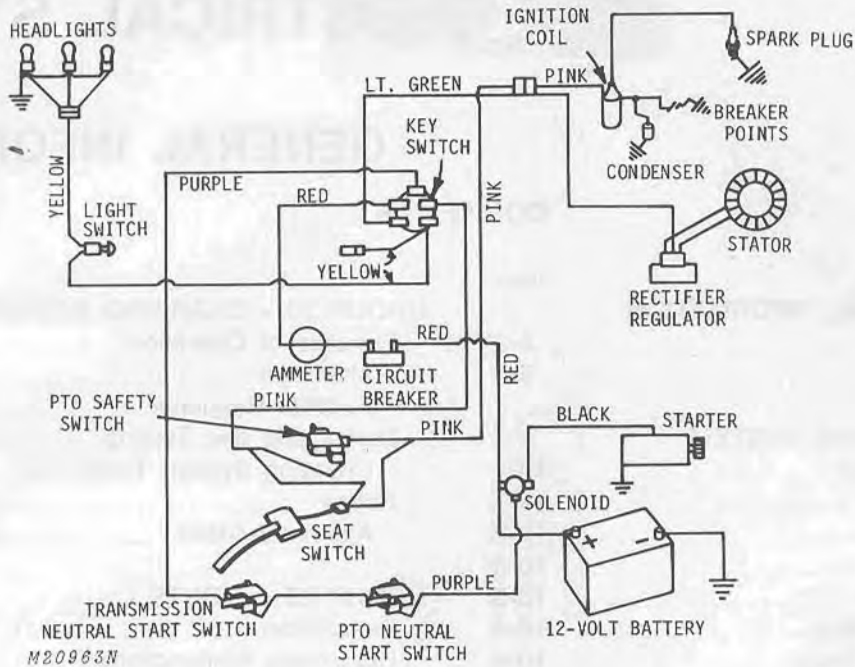 HEADLIGHTS
IGNITION
COIL
SPARK PLUG
LT. GREEN
PINK
KEY
SWITCH
BREAKER
POINTS
CONDENSER
PURPLE
RED
YELLOW
LIGHT
SWITCH
PINK
STATOR
YELLOW
RECTIFIER
REGULATOR
RED
AMMETER
CIRCUIT
BREAKER
RED
PTO SAFETY
SWITCH
PINK
PINK
BLACK
STARTER
SOLENOID
SEAT
SWITCH
+ -
PURPLE
TRANSMISSION
NEUTRAL START SWITCH
PTO NEUTRAL
START SWITCH
12-VOLT BATTERY
M20963N